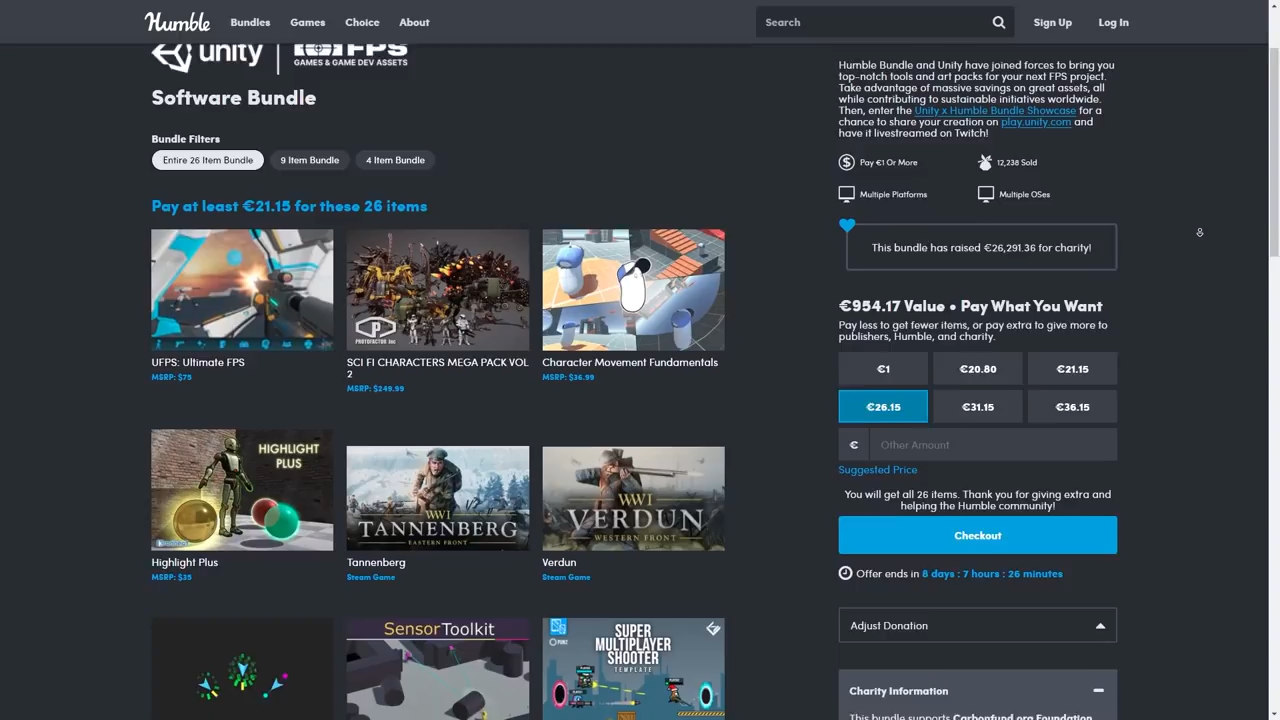 Humble
Bundles
Games
Choice
About
Search
Sign Up
Log In
unity
FPS
GAMES & GAME DEV ASSETS
Software Bundle
Bundle Filters
Entire 26 Item Bundle
9 Item Bundle
4 Item Bundle
Pay at least €21.15 for these 26 items
UFPS: Ultimate FPS
MSRP: $75
P
PROTOFACTOR Inc
SCI FI CHARACTERS MEGA PACK VOL
2
MSRP: $249.99
Character Movement Fundamentals
MSRP: $36.99
HIGHLIGHT
PLUS
Highlight Plus
MSRP: $35
WWI
TANNENBERG
EASTERN FRONT
Tannenberg
Steam Game
WWI
VERDUN
WESTERN FRONT
Verdun
Steam Game
SensorToolkit
PUN2
SUPER
MULTIPLAYER
SHOOTER
TEMPLATE
Humble Bundle and Unity have joined forces to bring you
top-notch tools and art packs for your next FPS project.
Take advantage of massive savings on great assets, all
while contributing to sustainable initiatives worldwide.
Then, enter the Unity x Humble Bundle Showcase for a
chance to share your creation on play.unity.com and
have it livestreamed on Twitch!
Pay €1 Or More
12,238 Sold
Multiple Platforms
Multiple OSes
This bundle has raised €26,291.36 for charity!
€954.17 Value • Pay What You Want
Pay less to get fewer items, or pay extra to give more to
publishers, Humble, and charity.
€1
€20.80
€21.15
€26.15
€31.15
€36.15
€
Other Amount
Suggested Price
You will get all 26 items. Thank you for giving extra and
helping the Humble community!
Checkout
Offer ends in 8 days : 7 hours : 26 minutes
Adjust Donation
Charity Information
This bundle supports Carbonfund.org Foundation